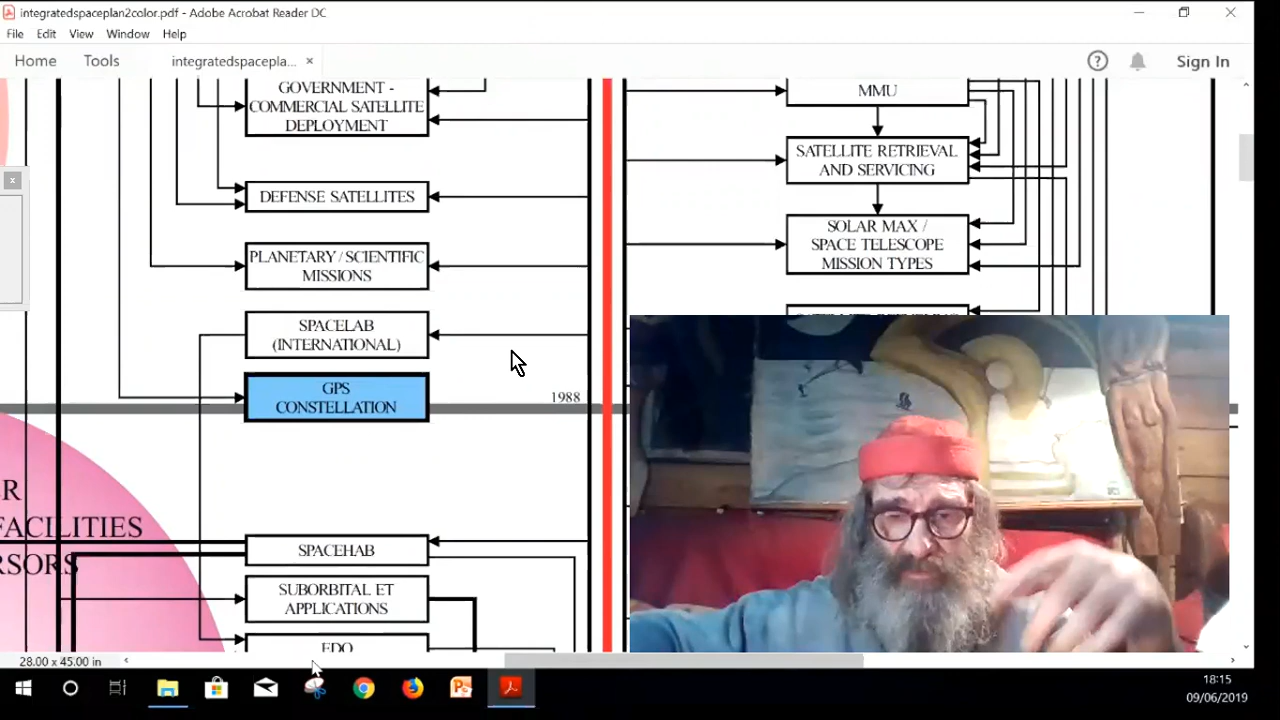 integratedspaceplan2color.pdf - Adobe Acrobat Reader DC
File Edit View Window Help
Home Tools integratedspacepla... × Sign In
GOVERNMENT -
COMMERCIAL SATELLITE
DEPLOYMENT
MMU
SATELLITE RETRIEVAL
AND SERVICING
DEFENSE SATELLITES
SOLAR MAX /
SPACE TELESCOPE
MISSION TYPES
PLANETARY / SCIENTIFIC
MISSIONS
SPACELAB
(INTERNATIONAL)
GPS
CONSTELLATION
1988
ER
FACILITIES
RSORS
SPACEHAB
SUBORBITAL ET
APPLICATIONS
EDO
28.00 x 45.00 in
18:15
09/06/2019